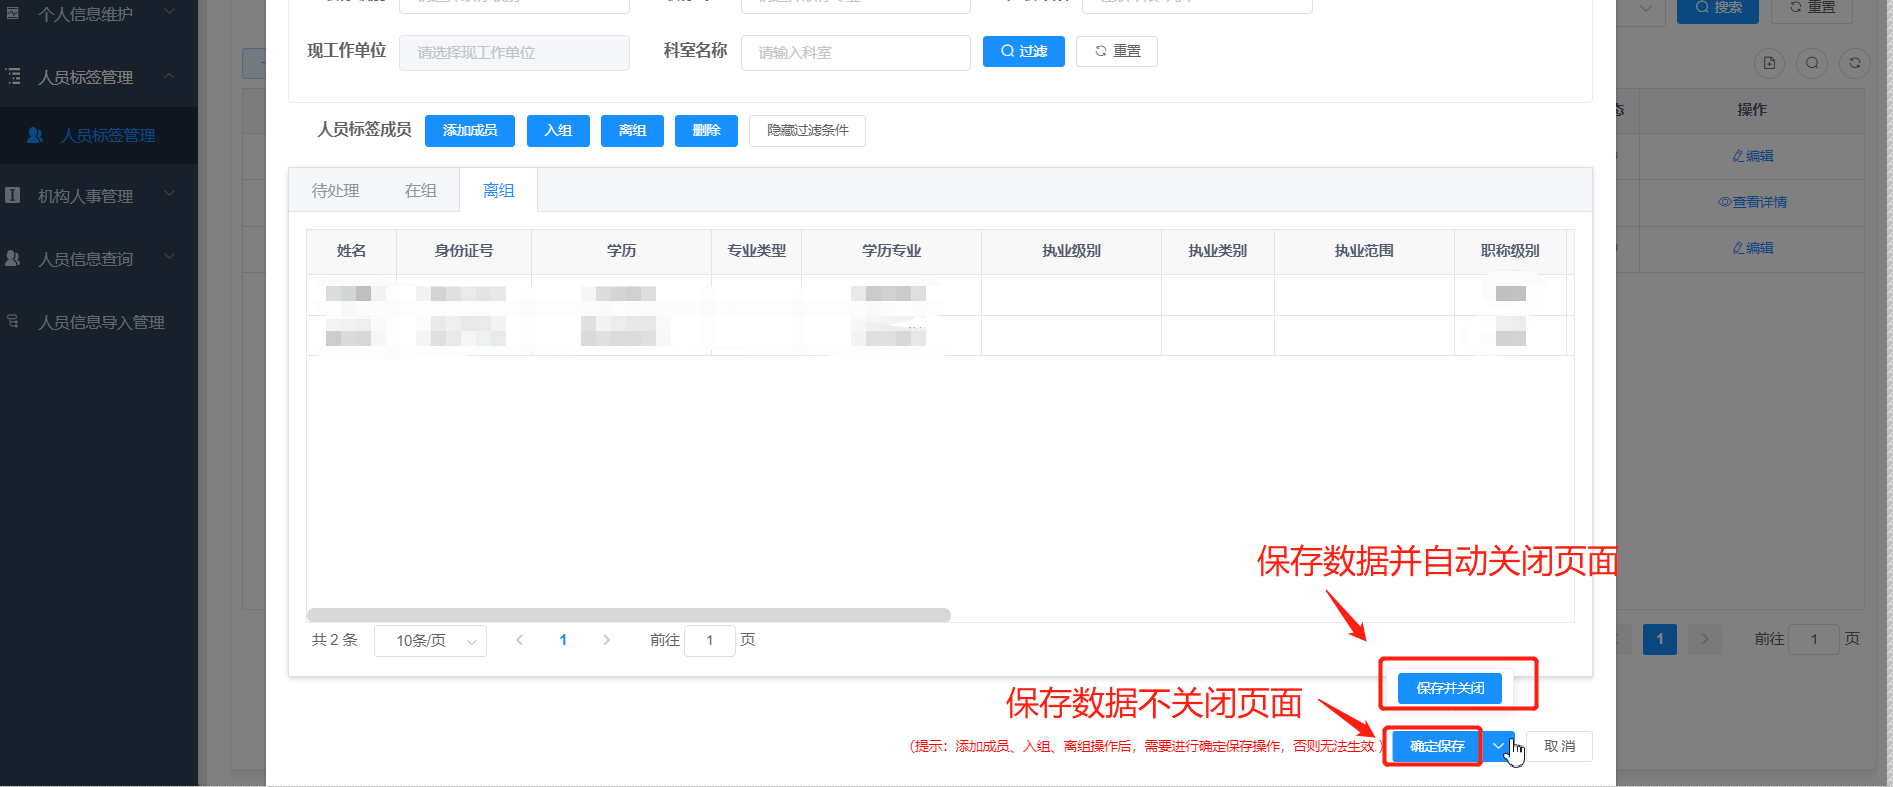 个人信息维护
人员标签管理
人员标签管理
机构人事管理
人员信息查询
人员信息导入管理
搜索 重置
现工作单位 请选择现工作单位 科室名称 请输入科室 过滤 重置
人员标签成员 添加成员 入组 离组 删除 隐藏过滤条件
待处理 在组 离组
姓名 身份证号 学历 专业类型 学历专业 执业级别 执业类别 执业范围 职称级别
操作
编辑
查看详情
编辑
保存数据并自动关闭页面
共 2 条 10条/页 1 前往 1 页
1 前往 1 页
保存并关闭
保存数据不关闭页面
（提示：添加成员、入组、离组操作后，需要进行确定保存操作，否则无法生效.） 确定保存 取 消